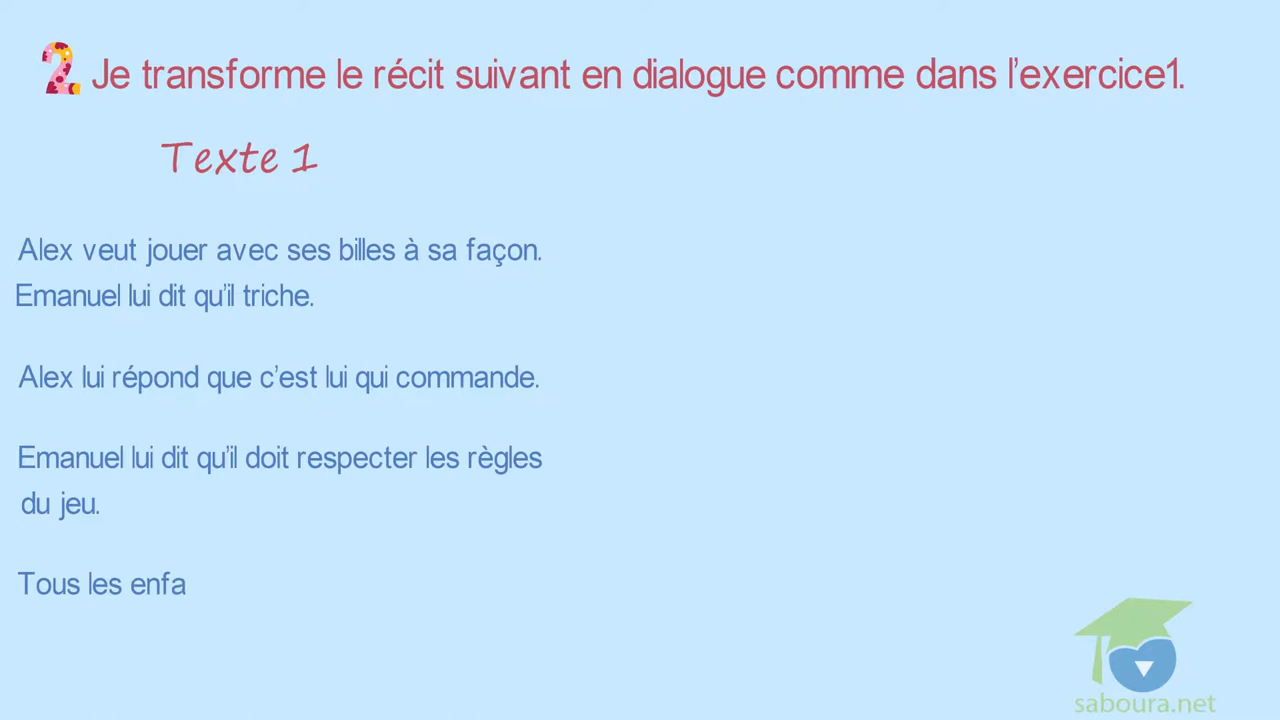 2 Je transforme le récit suivant en dialogue comme dans l'exercice1.
Texte 1
Alex veut jouer avec ses billes à sa façon.
Emanuel lui dit qu'il triche.
Alex lui répond que c'est lui qui commande.
Emanuel lui dit qu'il doit respecter les règles
du jeu.
Tous les enfa
saboura.net